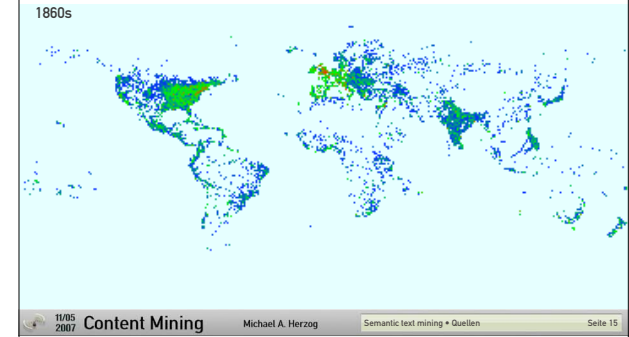 1860s
11/05
2007 Content Mining Michael A. Herzog Semantic text mining • Quellen Seite 15